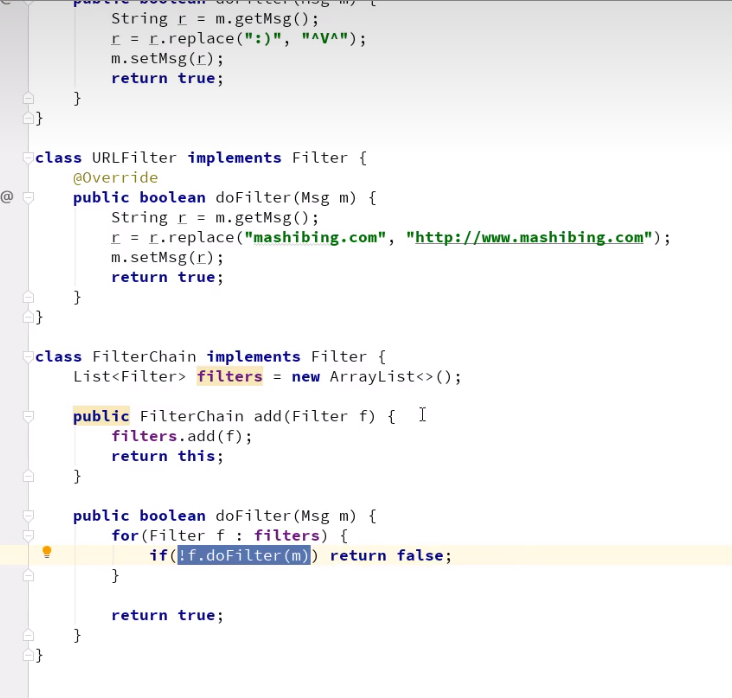 public boolean doFilter(Msg m) {
String r = m.getMsg();
r = r.replace(":)", "^V^");
m.setMsg(r);
return true;
}
}
class URLFilter implements Filter {
@Override
@ public boolean doFilter(Msg m) {
String r = m.getMsg();
r = r.replace("mashibing.com", "http://www.mashibing.com");
m.setMsg(r);
return true;
}
}
class FilterChain implements Filter {
List<Filter> filters = new ArrayList<>();
public FilterChain add(Filter f) {
filters.add(f);
return this;
}
public boolean doFilter(Msg m) {
for(Filter f : filters) {
if(!f.doFilter(m)) return false;
}
return true;
}
}